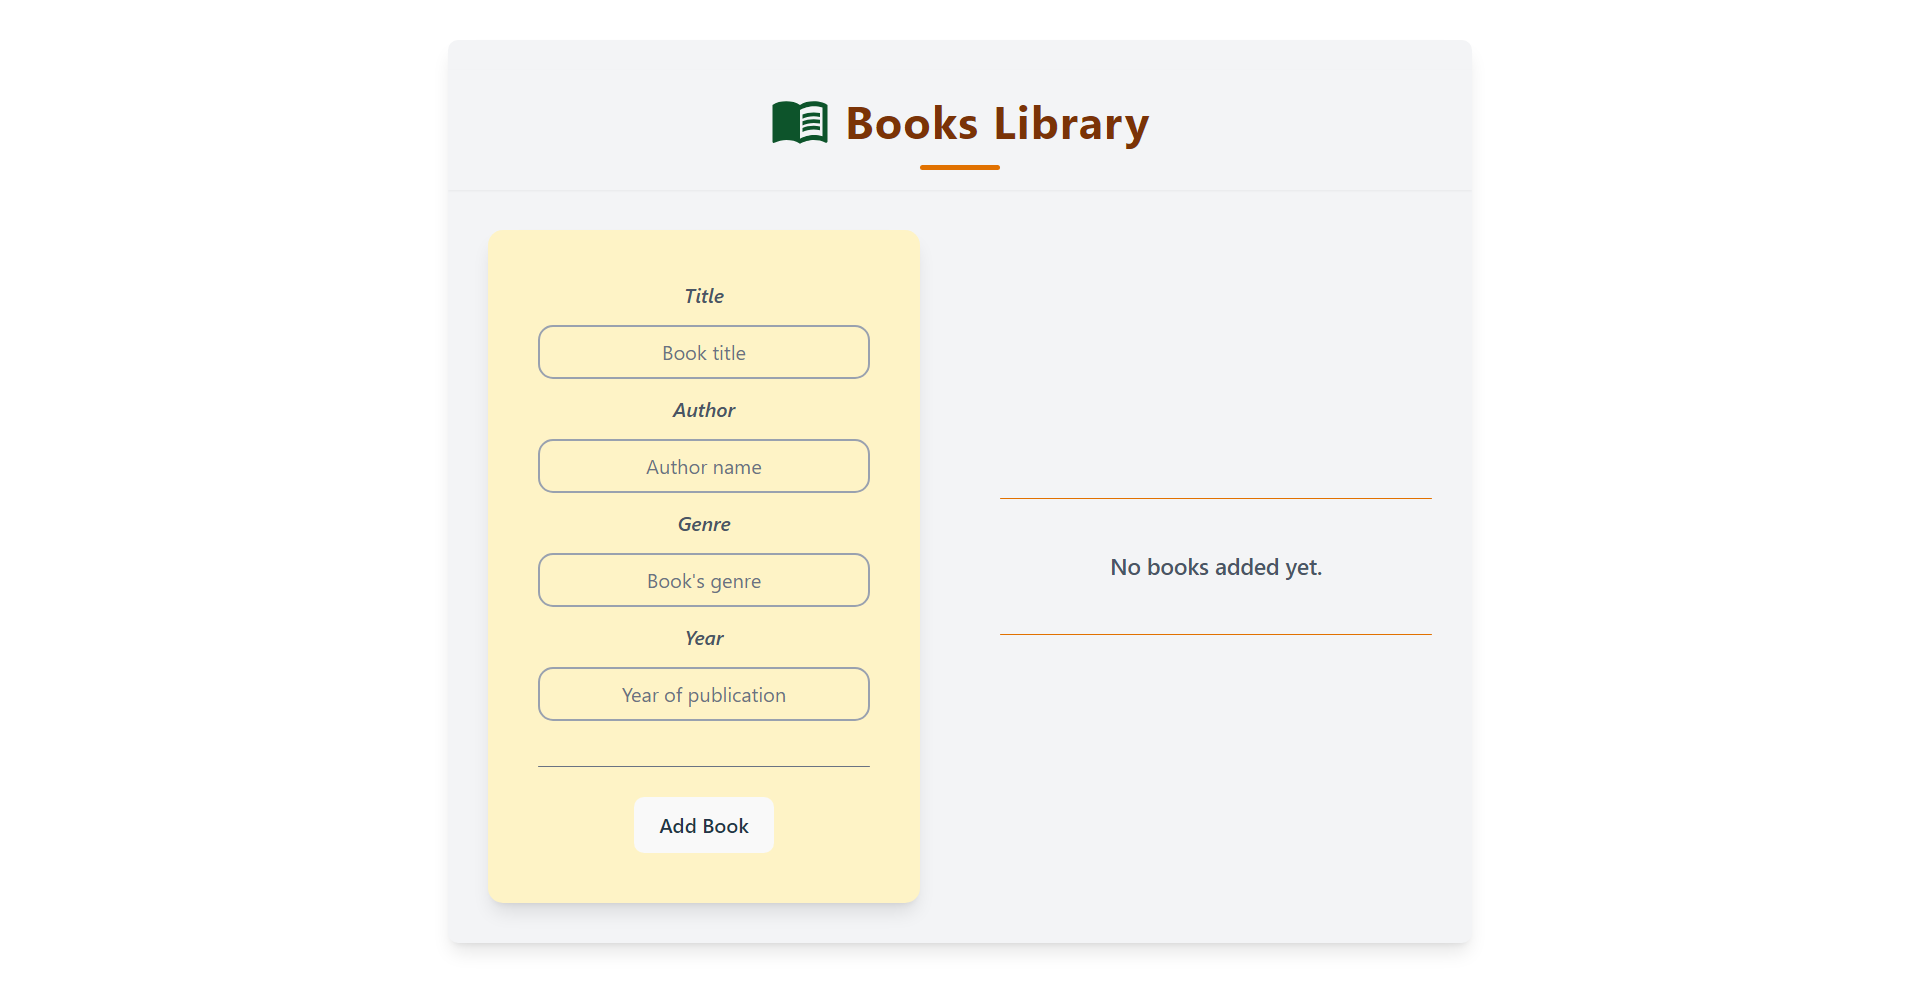 Books Library
Title
Book title
Author
Author name
Genre
Book's genre
Year
Year of publication
Add Book
No books added yet.